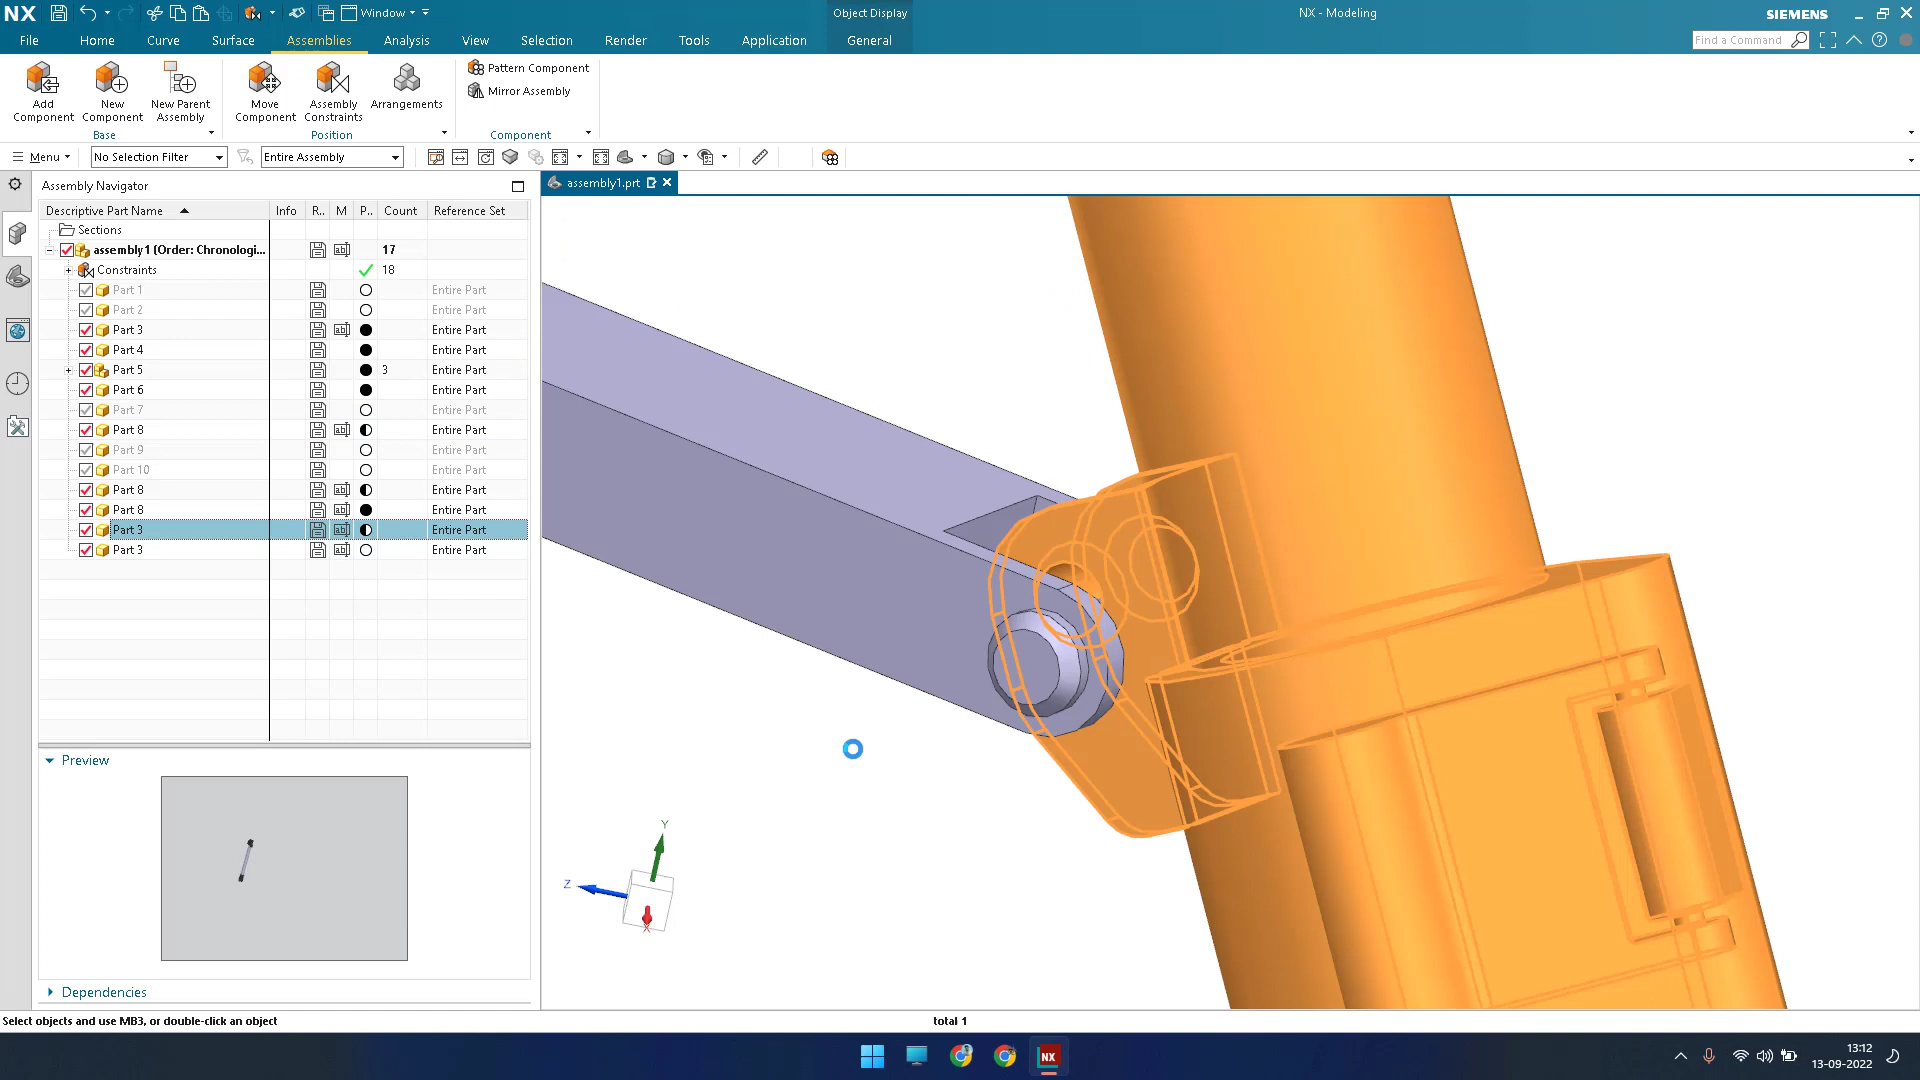 NX
Window
Object Display
NX - Modeling
SIEMENS
File
Home
Curve
Surface
Assemblies
Analysis
View
Selection
Render
Tools
Application
General
Find a Command
Add Component
New Component
New Parent Assembly
Base
Move Component
Assembly Constraints
Arrangements
Position
Pattern Component
Mirror Assembly
Component
Menu
No Selection Filter
Entire Assembly
Assembly Navigator
assembly1.prt
Descriptive Part Name
Info
R..
M
P..
Count
Reference Set
Sections
assembly1 (Order: Chronologi... 17
Constraints 18
Part 1 Entire Part
Part 2 Entire Part
Part 3 Entire Part
Part 4 Entire Part
Part 5 3 Entire Part
Part 6 Entire Part
Part 7 Entire Part
Part 8 Entire Part
Part 9 Entire Part
Part 10 Entire Part
Part 8 Entire Part
Part 8 Entire Part
Part 3 Entire Part
Part 3 Entire Part
Preview
Y
Z
X
Dependencies
Select objects and use MB3, or double-click an object
total 1
NX
13:12
13-09-2022